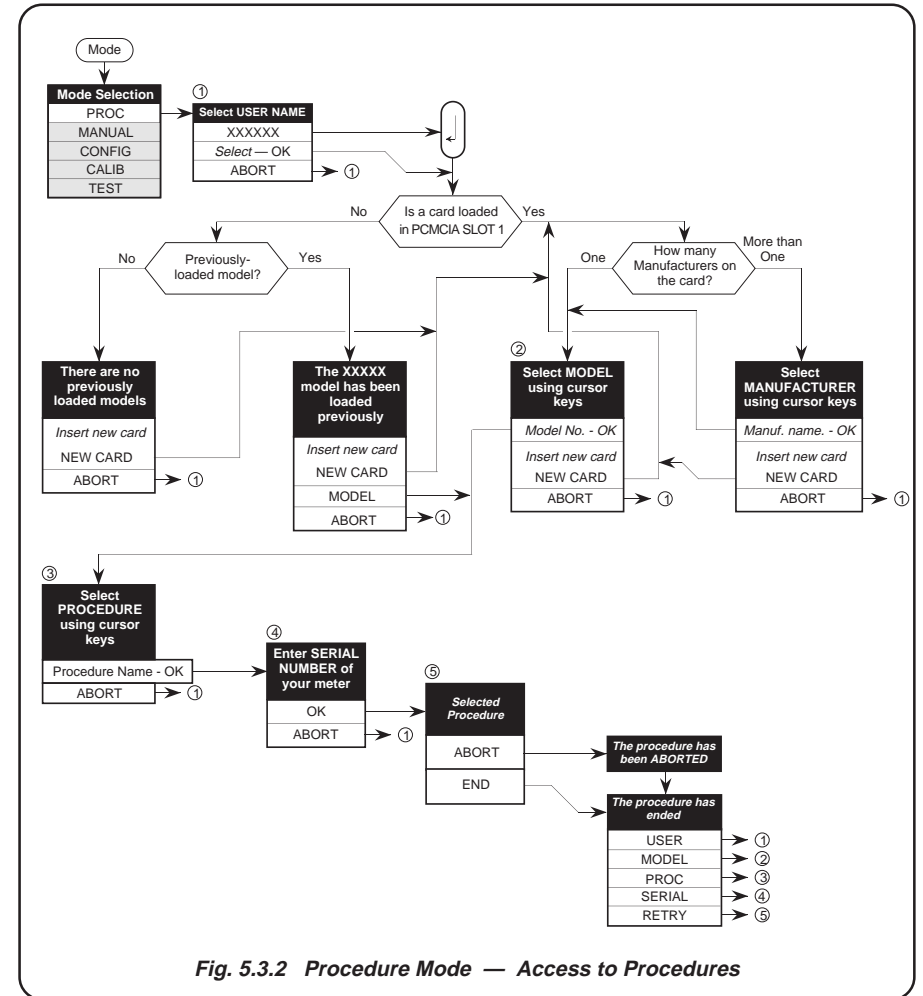 Mode
Mode Selection
PROC
MANUAL
CONFIG
CALIB
TEST
①
Select USER NAME
XXXXXX
Select — OK
ABORT
①
↵
Is a card loaded
in PCMCIA SLOT 1
No
Yes
Previously-
loaded model?
No
Yes
How many
Manufacturers on
the card?
One
More than
One
There are no
previously
loaded models
Insert new card
NEW CARD
ABORT
①
The XXXXX
model has been
loaded
previously
Insert new card
NEW CARD
MODEL
ABORT
①
②
Select MODEL
using cursor
keys
Model No. - OK
Insert new card
NEW CARD
ABORT
①
Select
MANUFACTURER
using cursor keys
Manuf. name. - OK
Insert new card
NEW CARD
ABORT
①
③
Select
PROCEDURE
using cursor
keys
Procedure Name - OK
ABORT
①
④
Enter SERIAL
NUMBER of
your meter
OK
ABORT
①
⑤
Selected
Procedure
ABORT
END
The procedure has
been ABORTED
The procedure has
ended
USER
①
MODEL
②
PROC
③
SERIAL
④
RETRY
⑤
Fig. 5.3.2 Procedure Mode — Access to Procedures